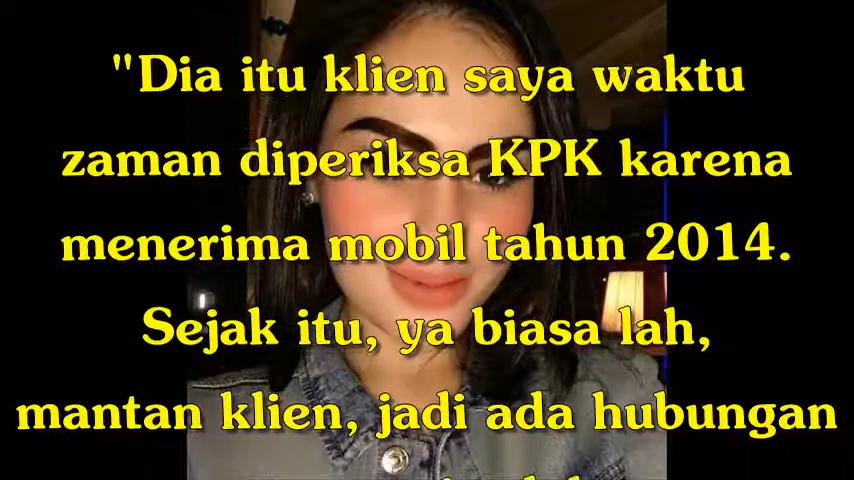 "Dia itu klien saya waktu
zaman diperiksa KPK karena
menerima mobil tahun 2014.
Sejak itu, ya biasa lah,
mantan klien, jadi ada hubungan